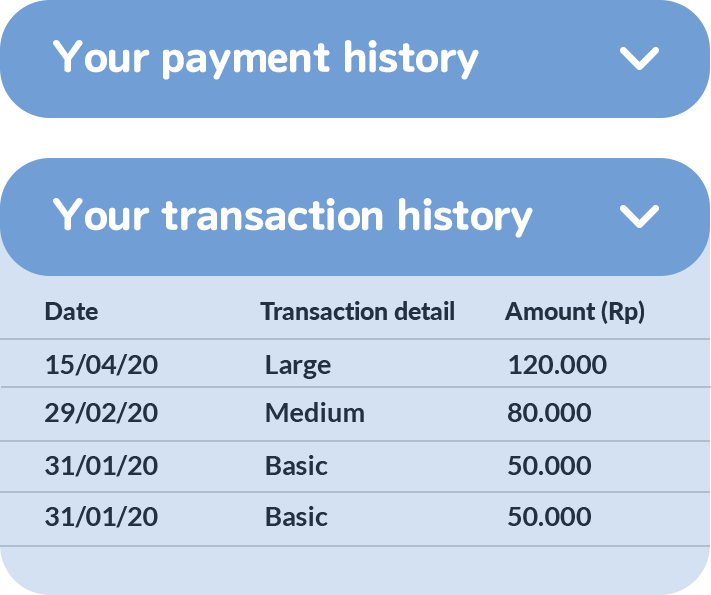 Your payment history
Your transaction history
Date Transaction detail Amount (Rp)
15/04/20 Large 120.000
29/02/20 Medium 80.000
31/01/20 Basic 50.000
31/01/20 Basic 50.000